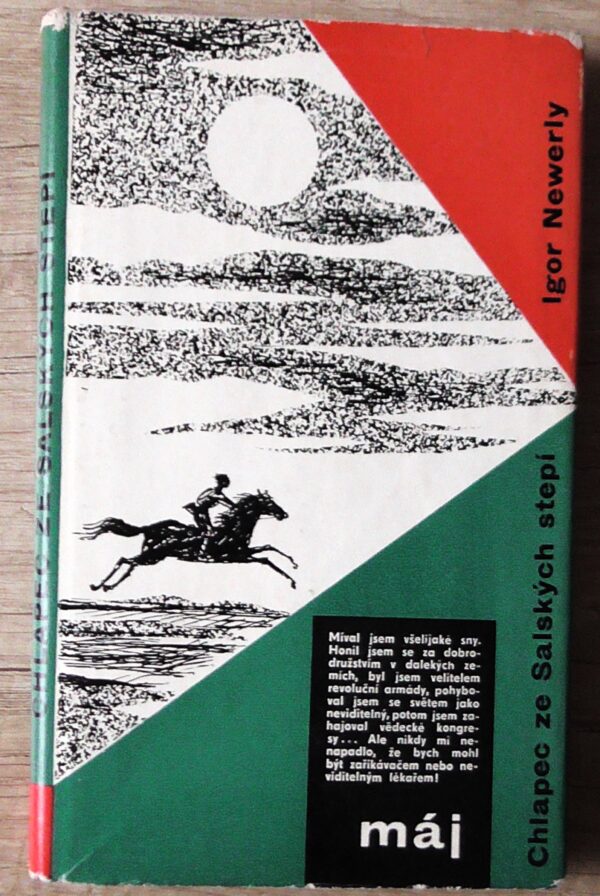 CHLAPEC ZE SALSKÝCH STEPÍ
Igor Newerly
Chlapec ze Salských stepí
Míval jsem všelijaké sny.
Honil jsem se za dobro-
družstvím v dalekých ze-
mích, byl jsem velitelem
revoluční armády, pohybo-
val jsem se světem jako
neviditelný, potom jsem za-
hajoval vědecké kongre-
sy... Ale nikdy mi ne-
napadlo, že bych mohl
být zaříkávačem nebo ne-
viditelným lékařem!
máj